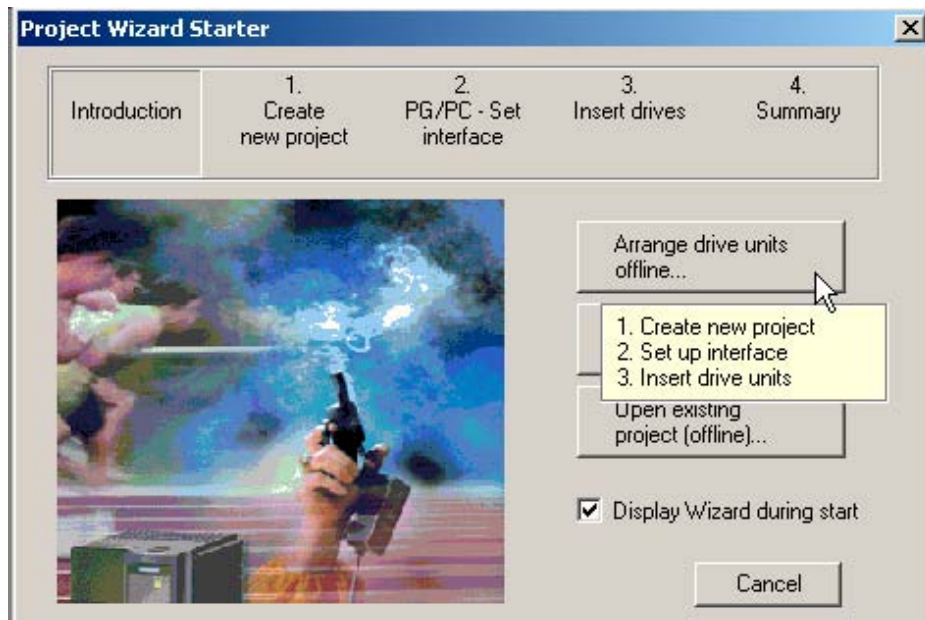 Project Wizard Starter
Introduction
1.
Create
new project
2.
PG/PC - Set
interface
3.
Insert drives
4.
Summary
Arrange drive units
offline...
1. Create new project
2. Set up interface
3. Insert drive units
Open existing
project (offline)...
Display Wizard during start
Cancel